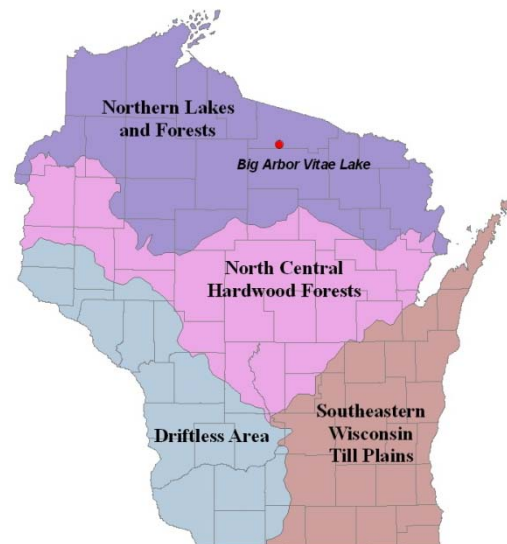 Northern Lakes
and Forests
Big Arbor Vitae Lake
North Central
Hardwood Forests
Driftless Area
Southeastern
Wisconsin
Till Plains